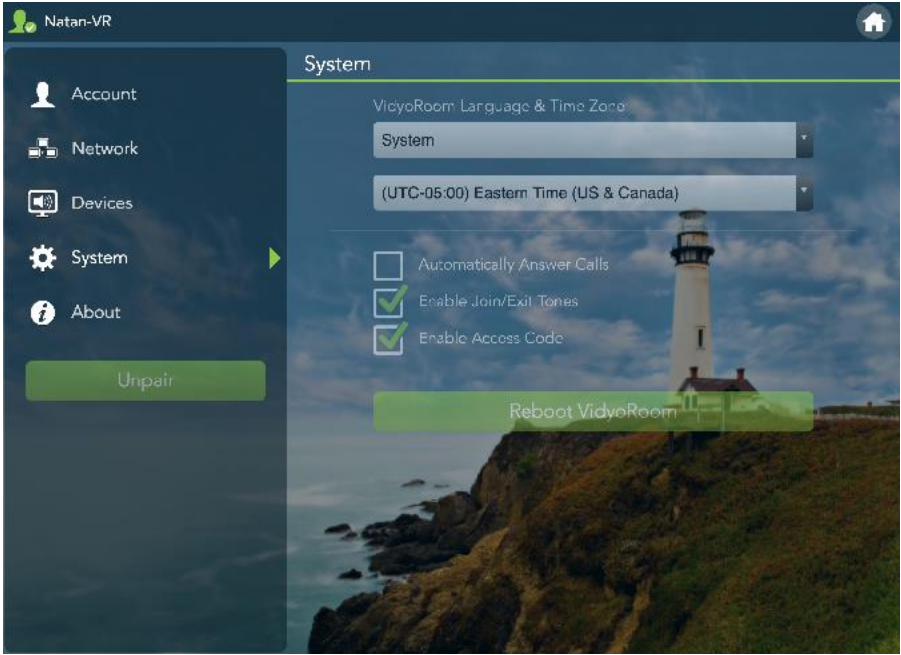 Natan-VR
System
Account
Network
Devices
System
About
Unpair
VidyoRoom Language & Time Zone
System
(UTC-05:00) Eastern Time (US & Canada)
Automatically Answer Calls
Enable Join/Exit Tones
Enable Access Code
Reboot VidyoRoom